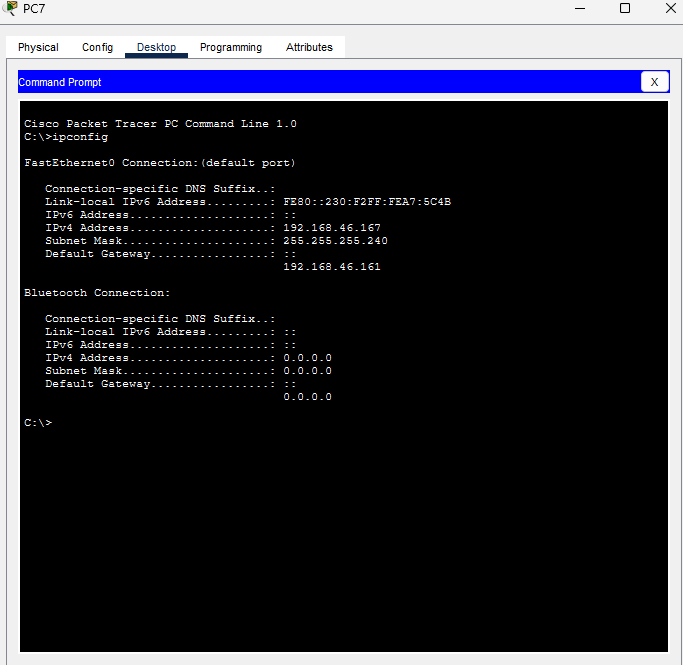 PC7
Physical Config Desktop Programming Attributes
Command Prompt X
Cisco Packet Tracer PC Command Line 1.0
C:\>ipconfig
FastEthernet0 Connection:(default port)
Connection-specific DNS Suffix..:
Link-local IPv6 Address.........: FE80::230:F2FF:FEA7:5C4B
IPv6 Address....................: ::
IPv4 Address....................: 192.168.46.167
Subnet Mask.....................: 255.255.255.240
Default Gateway.................: ::
192.168.46.161
Bluetooth Connection:
Connection-specific DNS Suffix..:
Link-local IPv6 Address.........: ::
IPv6 Address....................: ::
IPv4 Address....................: 0.0.0.0
Subnet Mask.....................: 0.0.0.0
Default Gateway.................: ::
0.0.0.0
C:\>